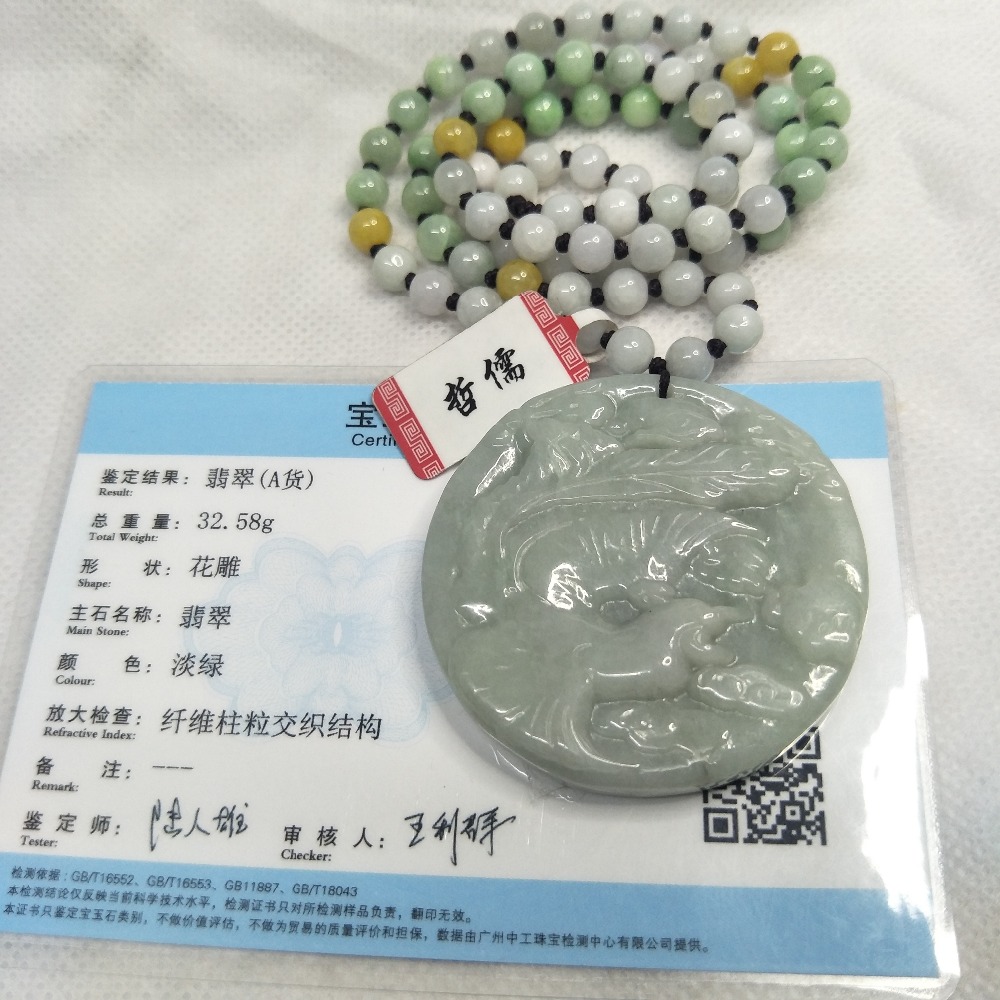 哲儒
宝
Certi
鉴定结果: 翡翠(A货)
Result:
总重量: 32.58g
Total Weight:
形状: 花雕
Shape:
主石名称: 翡翠
Main Stone:
颜色: 淡绿
Colour:
放大检查: 纤维柱粒交织结构
Refractive Index:
备注: ---
Remark:
鉴定师:
Tester:
审核人: 王利群
Checker:
检测依据: GB/T16552、GB/T16553、GB11887、GB/T18043
本检测结论仅反映当前科学技术水平，检测证书只对所检测样品负责，翻印无效。
本证书只鉴定宝玉石类别，不做价值评估，不做为贸易的质量评价和担保，数据由广州中工珠宝检测中心有限公司提供。